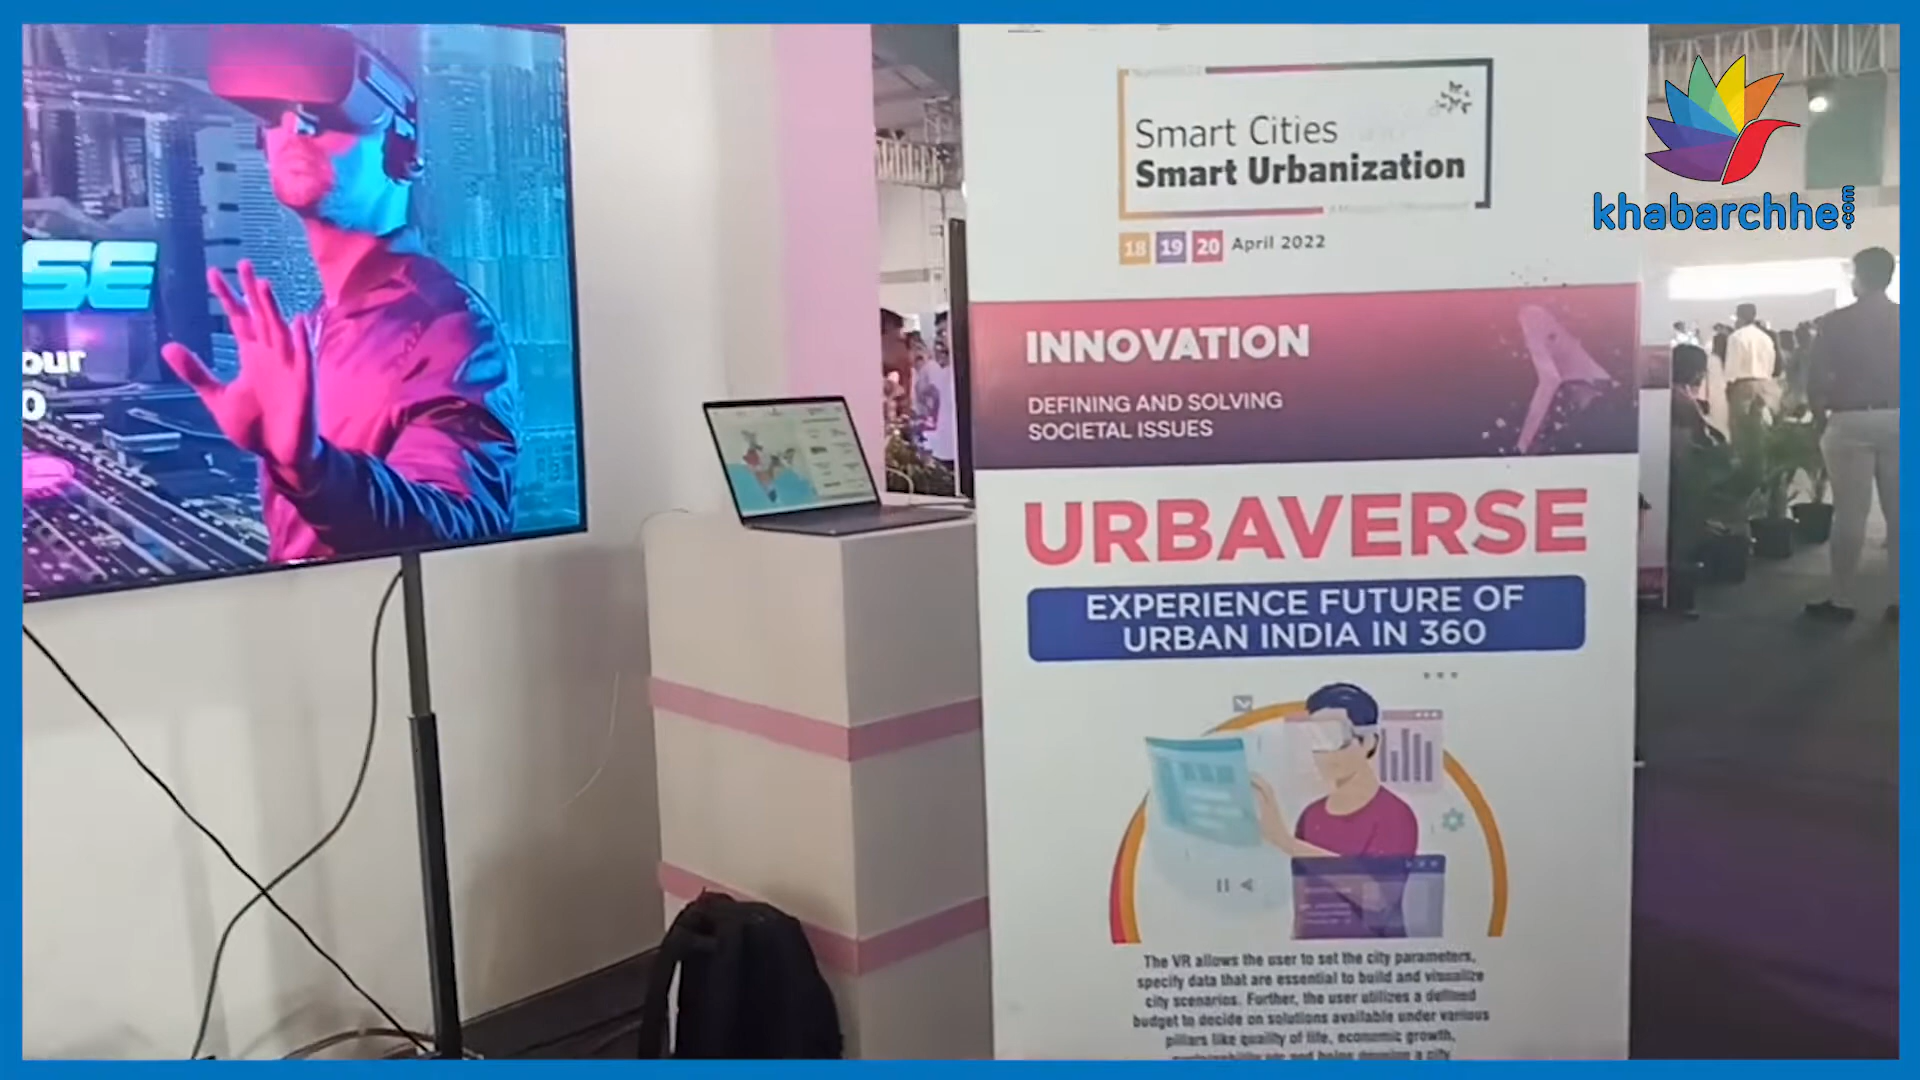 SE
our
0
Smart Cities
Smart Urbanization
18 19 20 April 2022
INNOVATION
DEFINING AND SOLVING
SOCIETAL ISSUES
URBAVERSE
EXPERIENCE FUTURE OF
URBAN INDIA IN 360
The VR allows the user to set the city parameters,
specify data that are essential to build and visualize
city scenarios. Further, the user utilizes a defined
budget to decide on solutions available under various
pillars like quality of life, economic growth,
khabarchhe.com